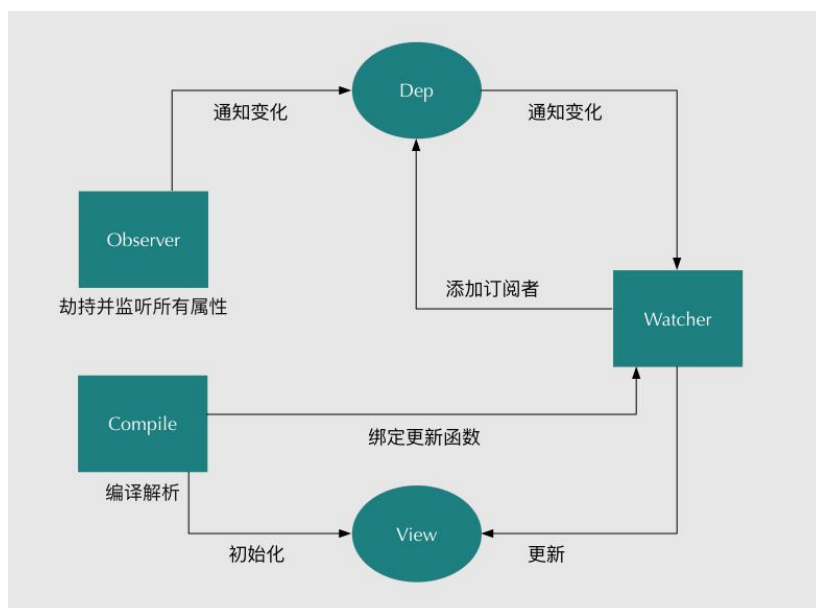 Dep
通知变化
通知变化
Observer
劫持并监听所有属性
添加订阅者
Watcher
Compile
绑定更新函数
编译解析
View
初始化
更新